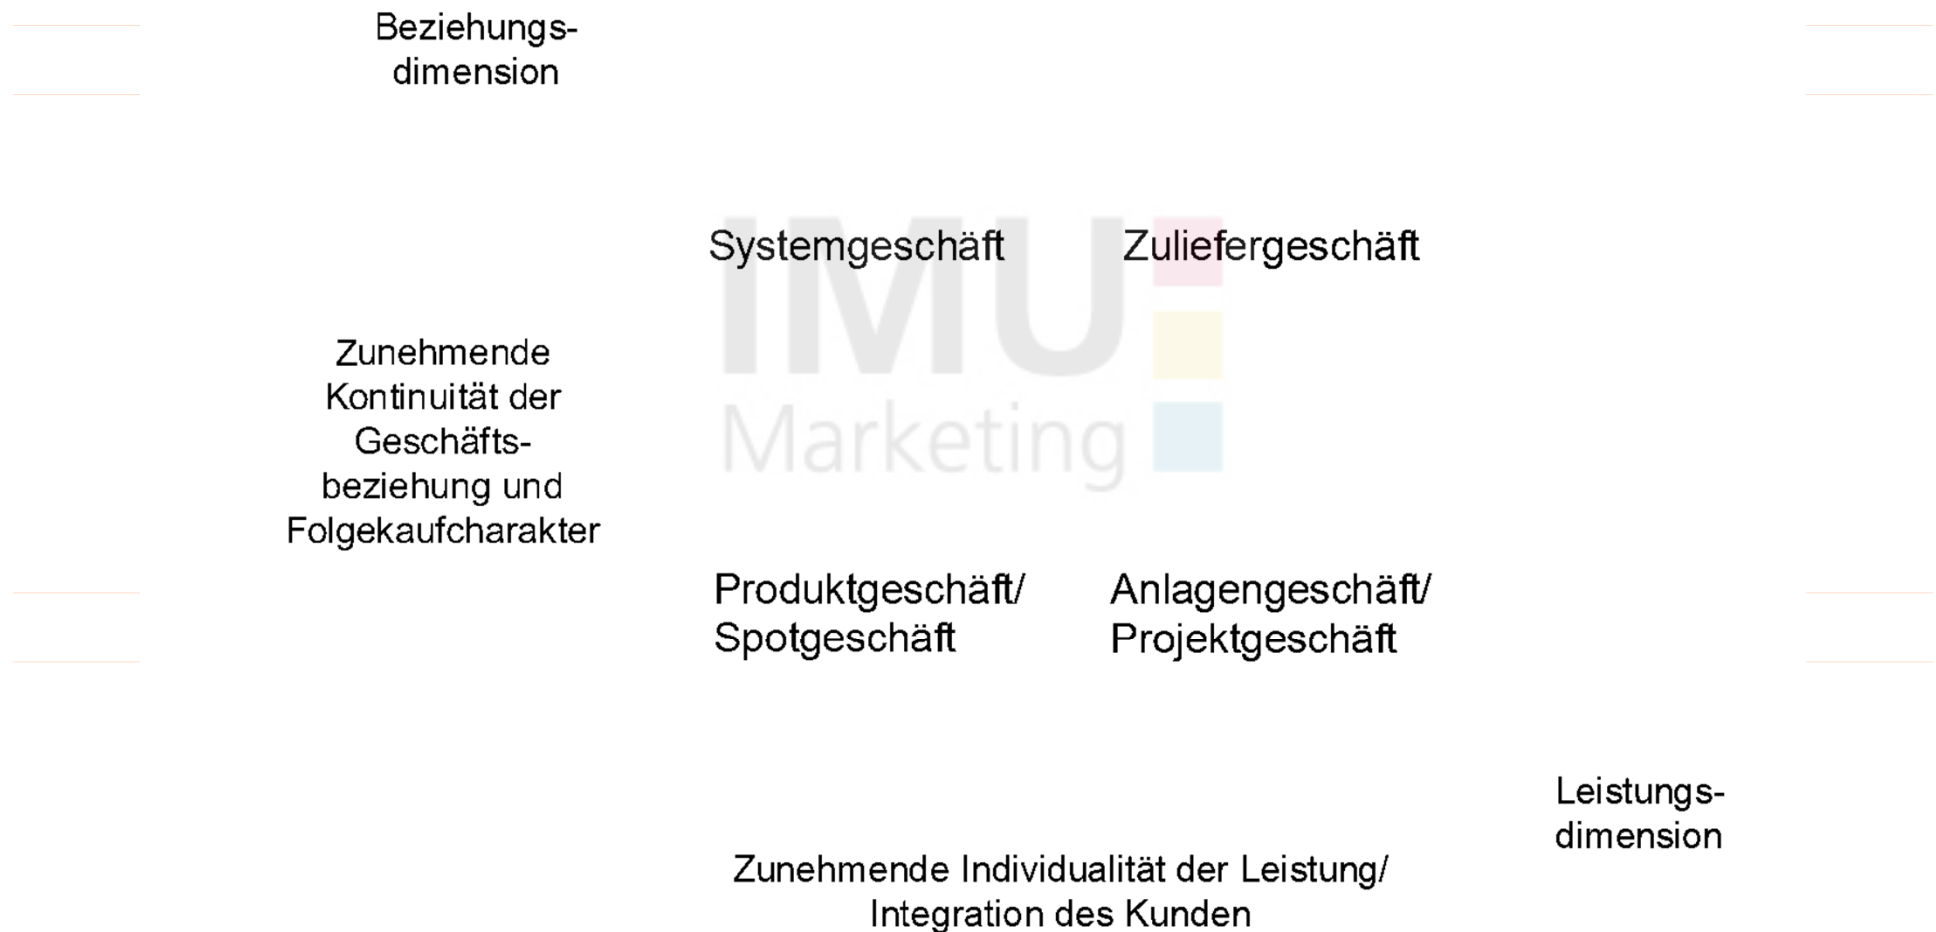 Beziehungs-
dimension
Systemgeschäft
Zuliefergeschäft
IMU
Marketing
Zunehmende
Kontinuität der
Geschäfts-
beziehung und
Folgekaufcharakter
Produktgeschäft/
Spotgeschäft
Anlagengeschäft/
Projektgeschäft
Leistungs-
dimension
Zunehmende Individualität der Leistung/
Integration des Kunden